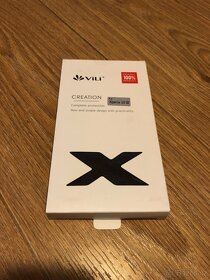 VILI
100%
CREATION
Complete protection
New and unique design with practicality
X